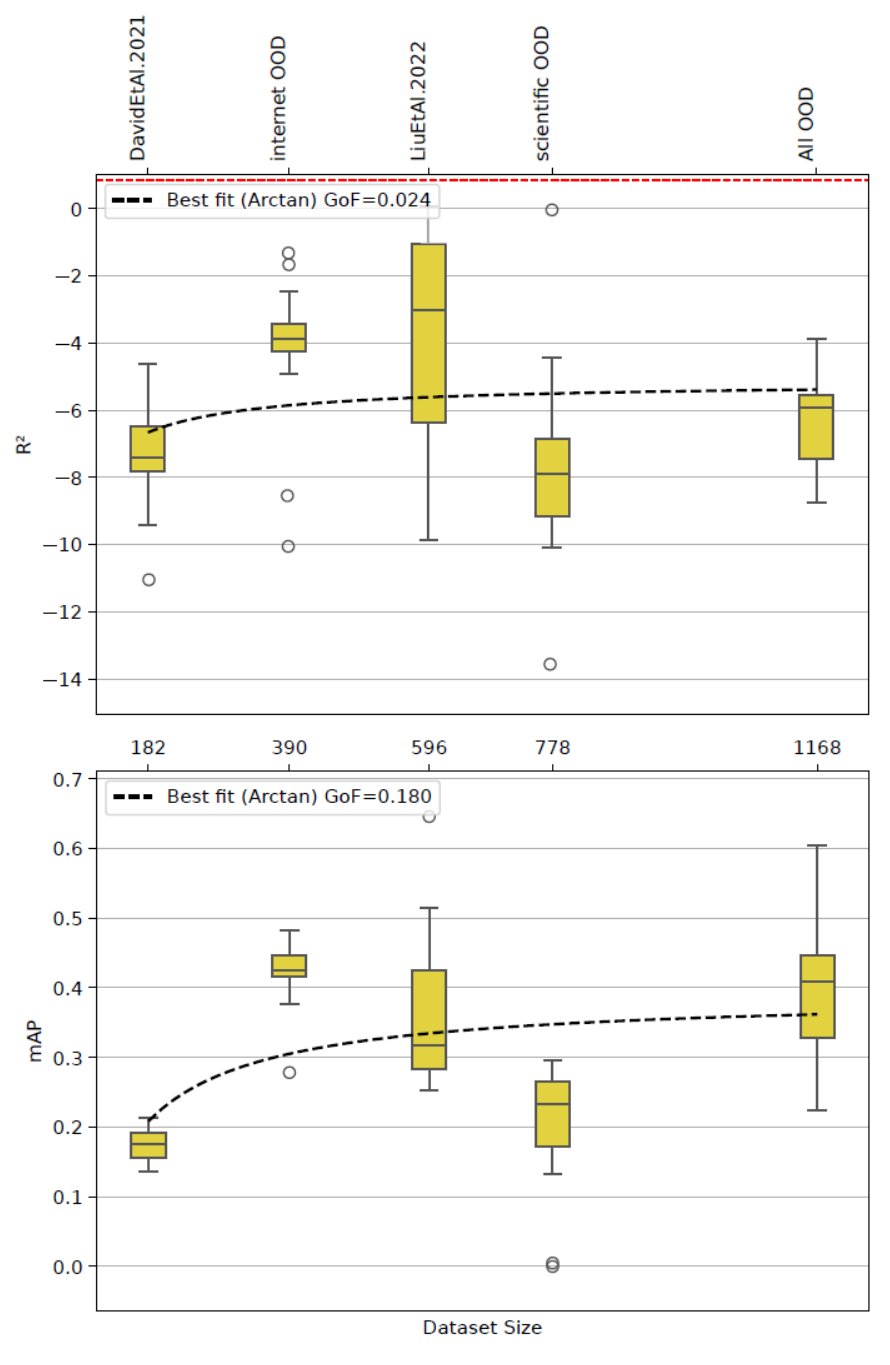 DavidEtAl.2021
internet OOD
LiuEtAl.2022
scientific OOD
All OOD
Best fit (Arctan) GoF=0.024
0
−2
−4
−6
−8
−10
−12
−14
R²
182 390 596 778 1168
Best fit (Arctan) GoF=0.180
0.7
0.6
0.5
0.4
0.3
0.2
0.1
0.0
mAP
Dataset Size